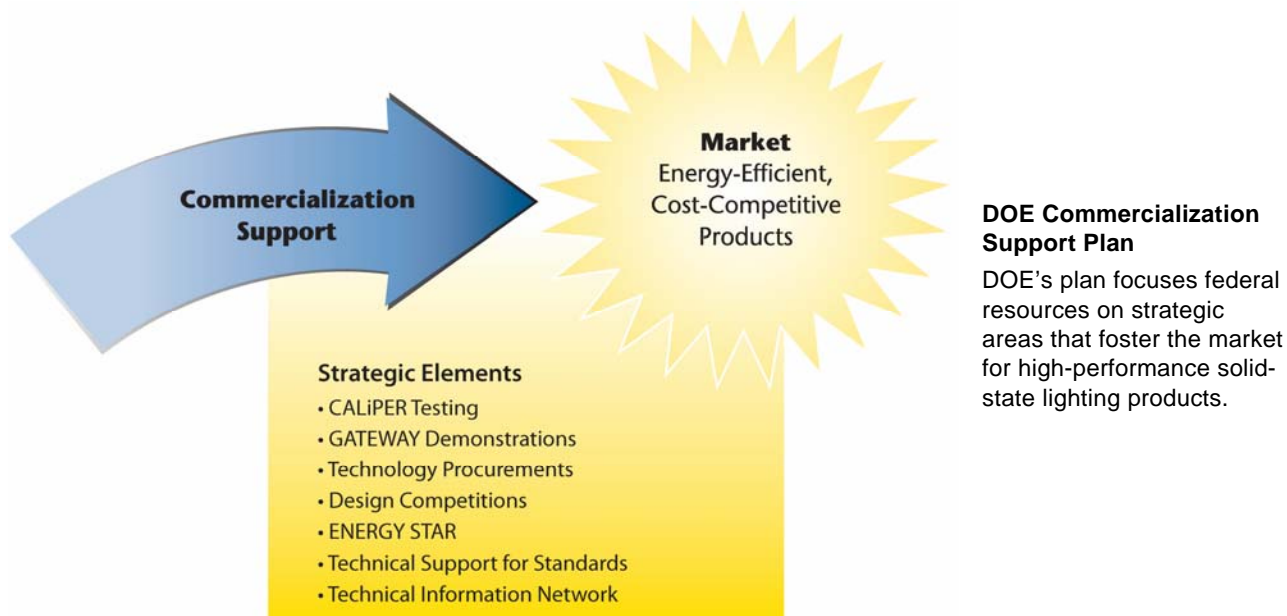 Commercialization
Support
Market
Energy-Efficient,
Cost-Competitive
Products
Strategic Elements
• CALiPER Testing
• GATEWAY Demonstrations
• Technology Procurements
• Design Competitions
• ENERGY STAR
• Technical Support for Standards
• Technical Information Network
DOE Commercialization
Support Plan
DOE's plan focuses federal
resources on strategic
areas that foster the market
for high-performance solid-
state lighting products.